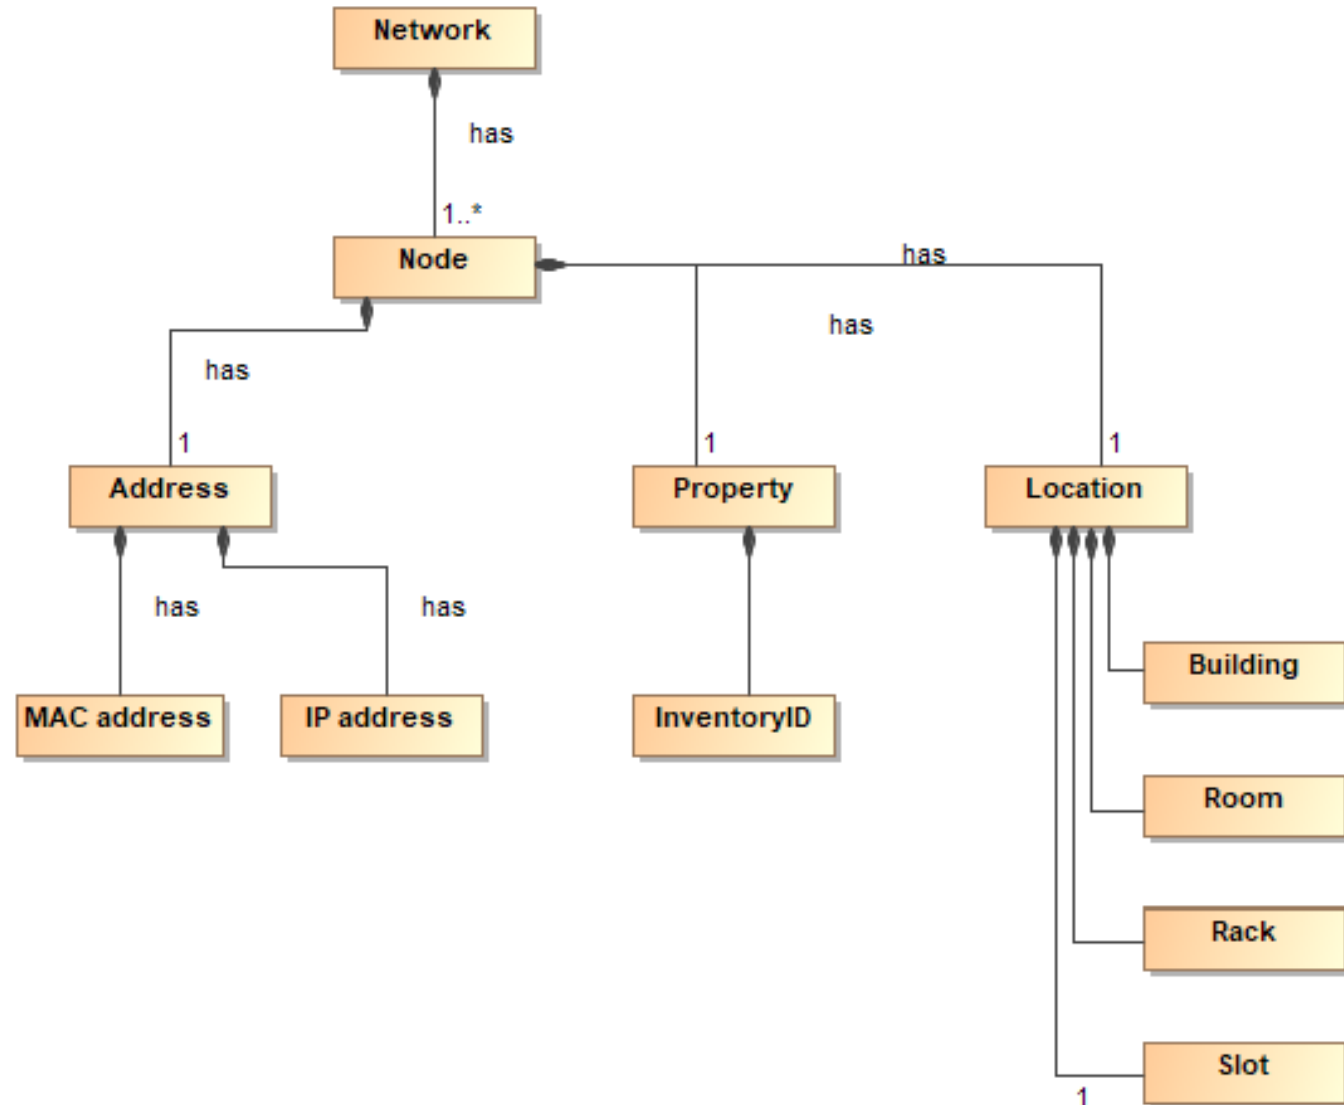 Network
has
1..*
Node
has
has
has
1
1
1
Address
Property
Location
has
has
Building
MAC address
IP address
InventoryID
Room
Rack
Slot
1